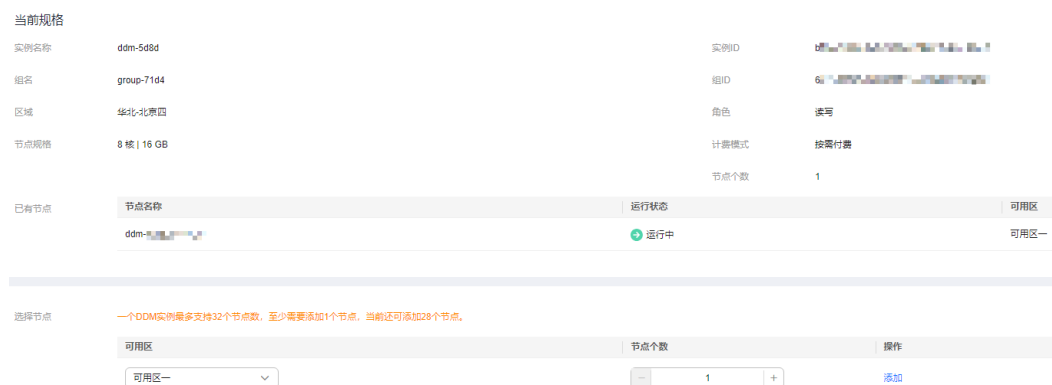 当前规格
实例名称 ddm-5d8d 实例ID
组名 group-71d4 组ID
区域 华北-北京四 角色 读写
节点规格 8 核 | 16 GB 计费模式 按需付费
节点个数 1
已有节点 节点名称 运行状态 可用区
ddm- 运行中 可用区一
选择节点 一个DDM实例最多支持32个节点数，至少需要添加1个节点，当前还可添加28个节点。
可用区 节点个数 操作
可用区一 1 添加